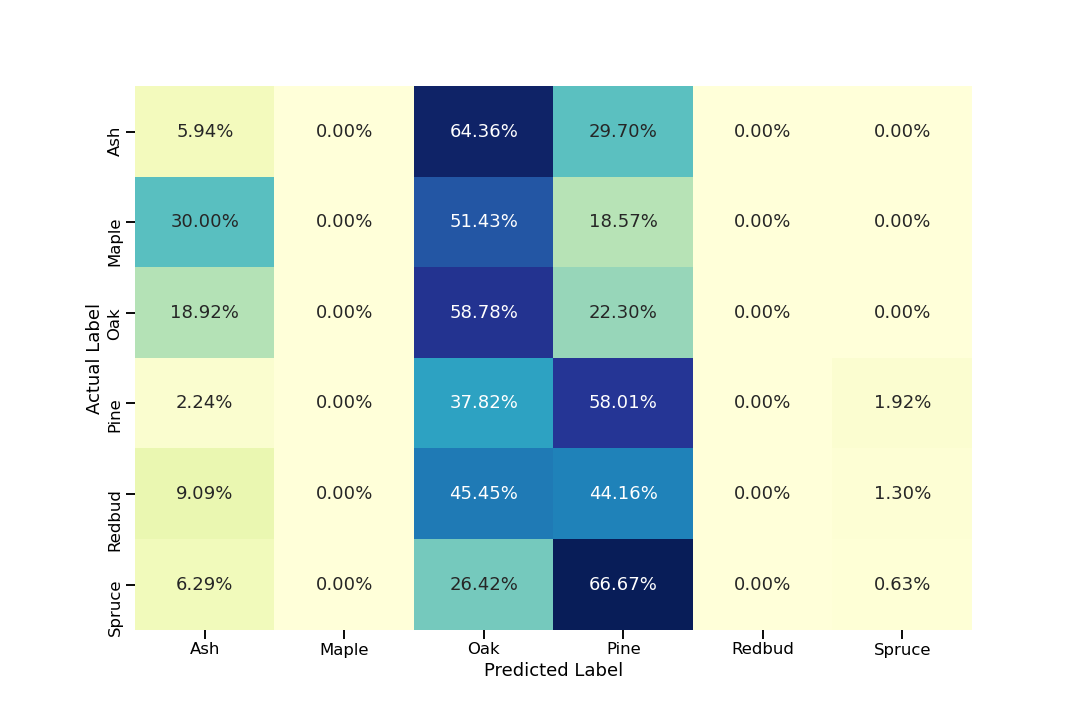 Actual Label
Ash 5.94% 0.00% 64.36% 29.70% 0.00% 0.00%
Maple 30.00% 0.00% 51.43% 18.57% 0.00% 0.00%
Oak 18.92% 0.00% 58.78% 22.30% 0.00% 0.00%
Pine 2.24% 0.00% 37.82% 58.01% 0.00% 1.92%
Redbud 9.09% 0.00% 45.45% 44.16% 0.00% 1.30%
Spruce 6.29% 0.00% 26.42% 66.67% 0.00% 0.63%
Ash Maple Oak Pine Redbud Spruce
Predicted Label